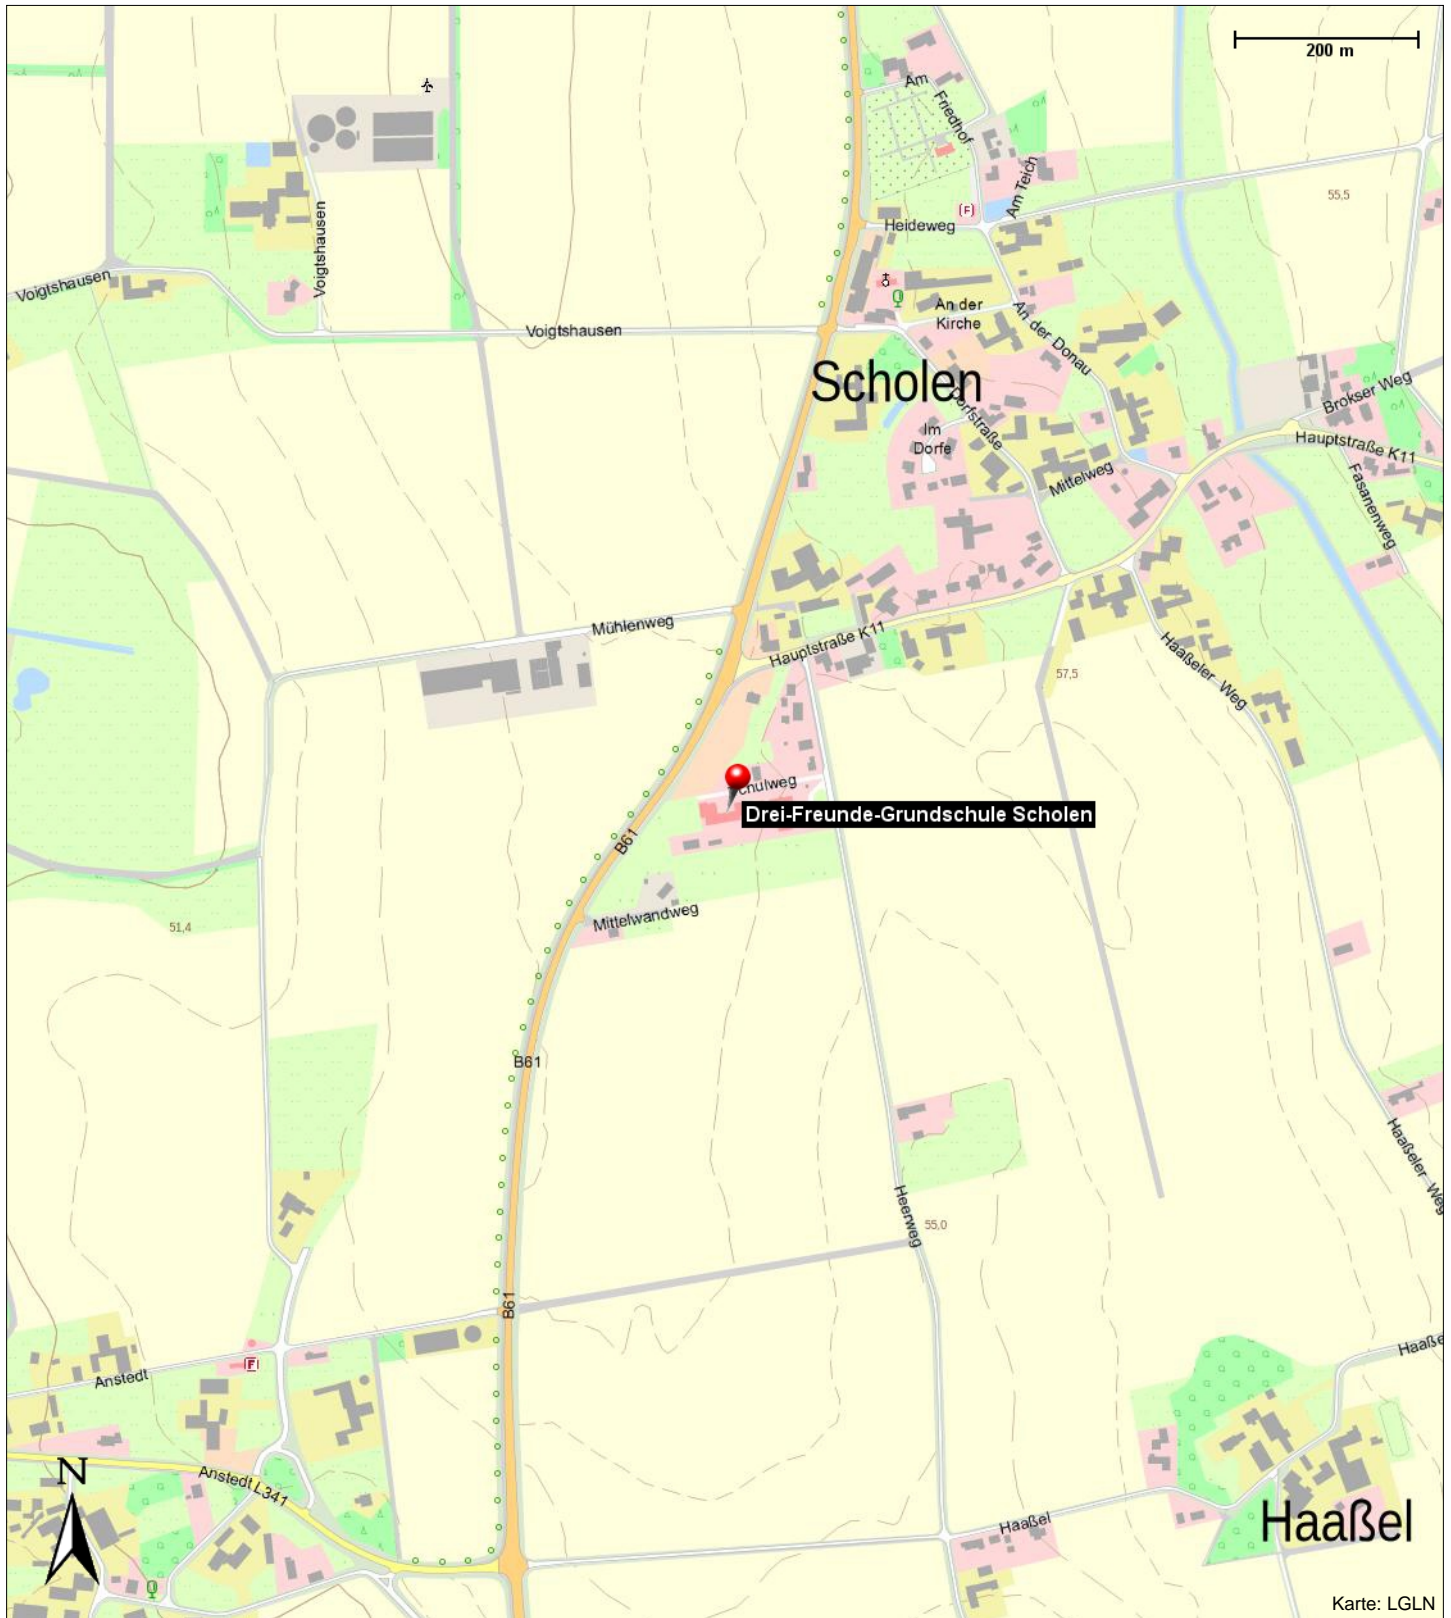 200 m
Am
Friedhof
Am Teich
55,5
Voigtshausen
(F)
Heideweg
Voigtshausen
An der
Kirche
An der Donau
Voigtshausen
Scholen
Brokser Weg
Dorfstraße
Im
Dorfe
Hauptstraße K11
Mittelweg
Fasanenweg
Mühlenweg
Hauptstraße K11
Haaßeler Weg
57,5
chulweg
Drei-Freunde-Grundschule Scholen
B61
Mittelwandweg
51,4
B61
Haaßeler Weg
Heerweg
55,0
B61
Haaße
F
Anstedt
N
Anstedt L341
Haaßel
Haaßel
Karte: LGLN